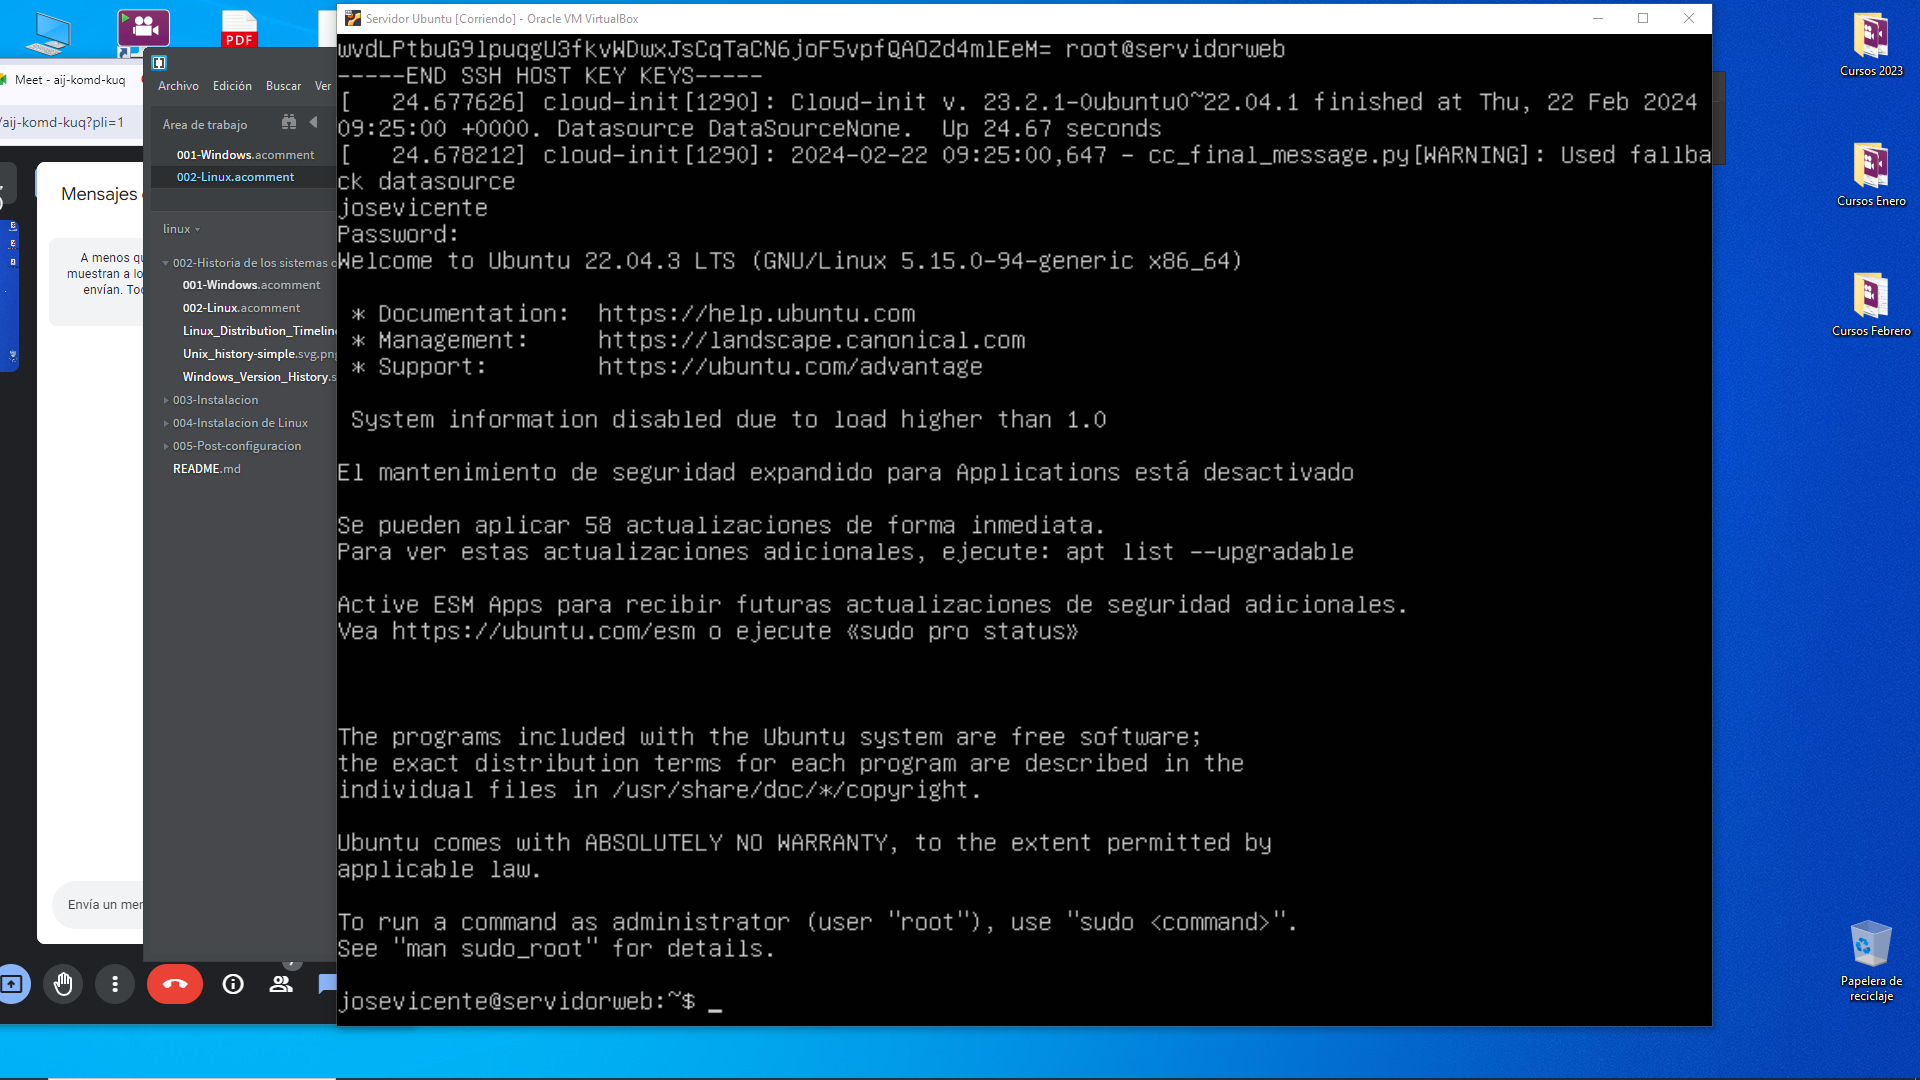 Servidor Ubuntu [Corriendo] - Oracle VM VirtualBox
wvdLPtbuG9lpuqgU3fkvWDwxJsCqTaCN6joF5vpfQAOZd4mlEeM= root@servidorweb
-----END SSH HOST KEY KEYS-----
[   24.677626] cloud-init[1290]: Cloud-init v. 23.2.1-0ubuntu0~22.04.1 finished at Thu, 22 Feb 2024
09:25:00 +0000. Datasource DataSourceNone.  Up 24.67 seconds
[   24.678212] cloud-init[1290]: 2024-02-22 09:25:00,647 - cc_final_message.py[WARNING]: Used fallba
ck datasource
josevicente
Password:
Welcome to Ubuntu 22.04.3 LTS (GNU/Linux 5.15.0-94-generic x86_64)
* Documentation:  https://help.ubuntu.com
* Management:     https://landscape.canonical.com
* Support:        https://ubuntu.com/advantage
System information disabled due to load higher than 1.0
El mantenimiento de seguridad expandido para Applications está desactivado
Se pueden aplicar 58 actualizaciones de forma inmediata.
Para ver estas actualizaciones adicionales, ejecute: apt list --upgradable
Active ESM Apps para recibir futuras actualizaciones de seguridad adicionales.
Vea https://ubuntu.com/esm o ejecute «sudo pro status»
The programs included with the Ubuntu system are free software;
the exact distribution terms for each program are described in the
individual files in /usr/share/doc/*/copyright.
Ubuntu comes with ABSOLUTELY NO WARRANTY, to the extent permitted by
applicable law.
To run a command as administrator (user "root"), use "sudo <command>".
See "man sudo_root" for details.
josevicente@servidorweb:~$ _
PDF
Meet - aij-komd-kuq
/aij-komd-kuq?pli=1
Mensajes
A menos qu
muestran a lo
envían. Too
Envía un men
Archivo Edición Buscar Ver
Área de trabajo
001-Windows.acomment
002-Linux.acomment
linux
002-Historia de los sistemas o
001-Windows.acomment
002-Linux.acomment
Linux_Distribution_Timeline
Unix_history-simple.svg.png
Windows_Version_History.s
003-Instalacion
004-Instalacion de Linux
005-Post-configuracion
README.md
Cursos 2023
Cursos Enero
Cursos Febrero
Papelera de
reciclaje